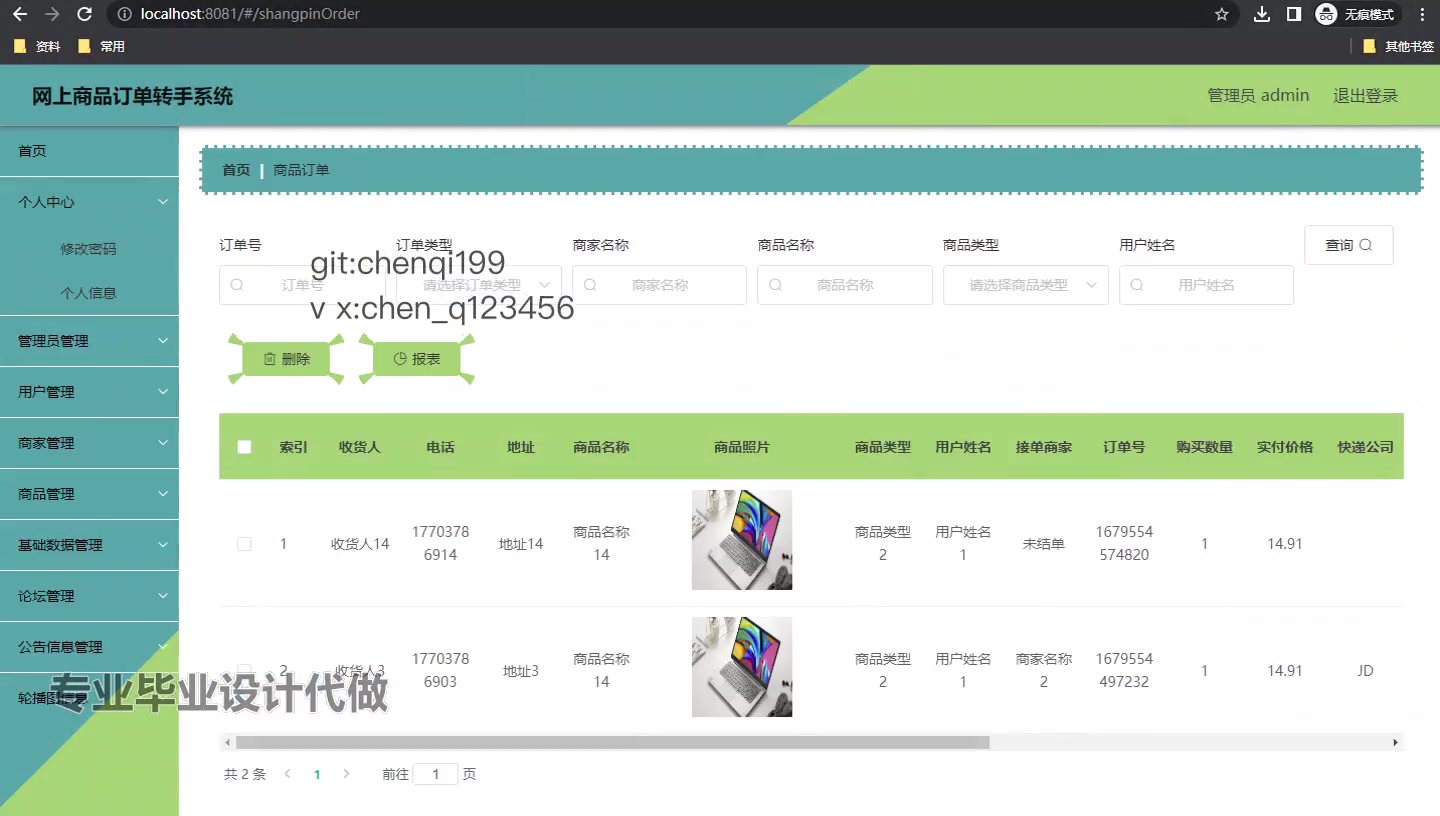 localhost:8081/#/shangpinOrder
无痕模式
资料
常用
其他书签
网上商品订单转手系统
管理员 admin
退出登录
首页
个人中心
修改密码
个人信息
管理员管理
用户管理
商家管理
商品管理
基础数据管理
论坛管理
公告信息管理
轮播图信息
专业毕业设计代做
首页
商品订单
订单号
订单类型
商家名称
商品名称
商品类型
用户姓名
查询
订单号
请选择订单类型
商家名称
商品名称
请选择商品类型
用户姓名
git:chenqi199
v x:chen_q123456
删除
报表
索引 收货人 电话 地址 商品名称 商品照片 商品类型 用户姓名 接单商家 订单号 购买数量 实付价格 快递公司
1 收货人14 1770378 地址14 商品名称 商品类型 用户姓名 未结单 1679554 1 14.91
6914 14 2 1 574820
2 收货人3 1770378 地址3 商品名称 商品类型 用户姓名 商家名称 1679554 1 14.91 JD
6903 14 2 1 2 497232
共 2 条 1 前往 1 页